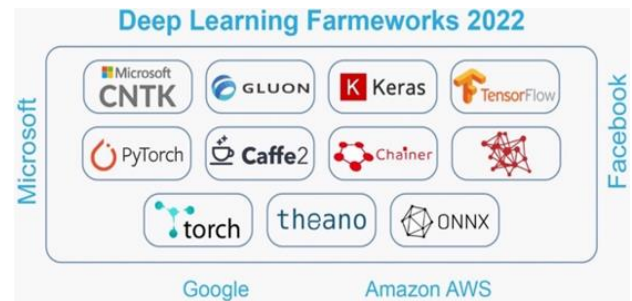 Deep Learning Farmeworks 2022
Microsoft
Microsoft
CNTK
GLUON
Keras
TensorFlow
Facebook
PyTorch
Caffe2
Chainer
torch
theano
ONNX
Google
Amazon AWS